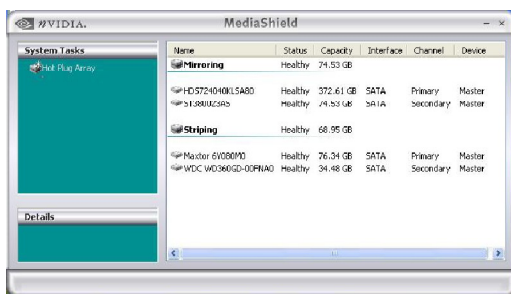 NVIDIA. MediaShield
System Tasks
Hot Plug Array
Details
Name Status Capacity Interface Channel Device
Mirroring Healthy 74.53 GB
HDS724040KLSA80 Healthy 372.61 GB SATA Primary Master
ST380023AS Healthy 74.53 GB SATA Secondary Master
Striping Healthy 68.95 GB
Maxtor 6Y080M0 Healthy 76.34 GB SATA Primary Master
WDC WD360GD-00FNA0 Healthy 34.48 GB SATA Secondary Master